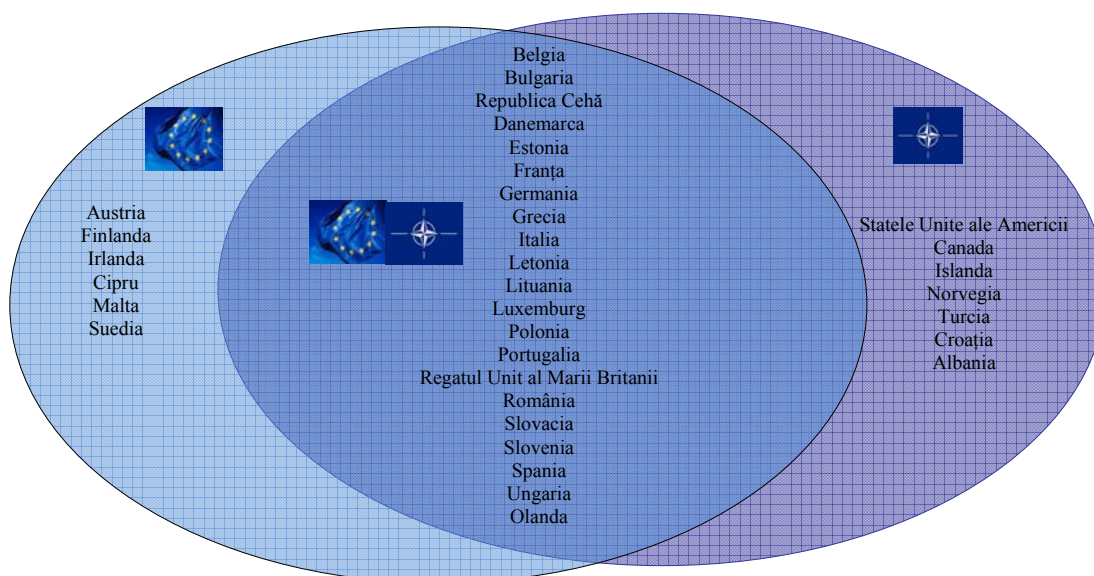 Austria
Finlanda
Irlanda
Cipru
Malta
Suedia
Belgia
Bulgaria
Republica Cehă
Danemarca
Estonia
Franța
Germania
Grecia
Italia
Letonia
Lituania
Luxemburg
Polonia
Portugalia
Regatul Unit al Marii Britanii
România
Slovacia
Slovenia
Spania
Ungaria
Olanda
Statele Unite ale Americii
Canada
Islanda
Norvegia
Turcia
Croația
Albania